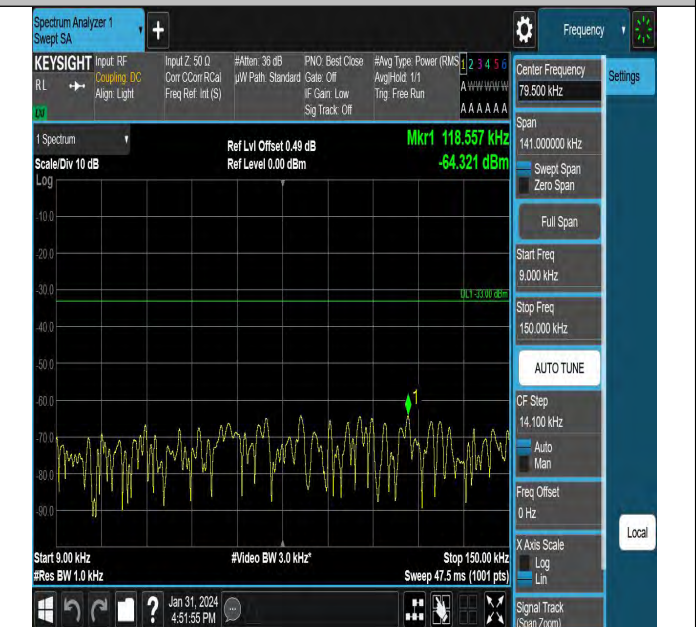 Spectrum Analyzer 1
Swept SA
+
Frequency
KEYSIGHT
RL
Input: RF
Coupling: DC
Align: Light
Input Z: 50 Ω
Corr CCorr RCal
Freq Ref: Int (S)
#Atten: 36 dB
µW Path: Standard
PNO: Best Close
Gate: Off
IF Gain: Low
Sig Track: Off
#Avg Type: Power (RMS
Avg|Hold: 1/1
Trig: Free Run
1 2 3 4 5 6
A W W W W W
A A A A A A
Center Frequency
79.500 kHz
Settings
Span
141.000000 kHz
Swept Span
Zero Span
Full Span
Start Freq
9.000 kHz
Stop Freq
150.000 kHz
AUTO TUNE
CF Step
14.100 kHz
Auto
Man
Freq Offset
0 Hz
X Axis Scale
Log
Lin
Signal Track
(Span Zoom)
Local
1 Spectrum
Scale/Div 10 dB
Log
Ref Lvl Offset 0.49 dB
Ref Level 0.00 dBm
Mkr1 118.557 kHz
-64.321 dBm
-10.0
-20.0
-30.0
-40.0
-50.0
-60.0
-70.0
-80.0
-90.0
DL1 -33.00 dBm
1
Start 9.00 kHz
#Res BW 1.0 kHz
#Video BW 3.0 kHz*
Stop 150.00 kHz
Sweep 47.5 ms (1001 pts)
?
Jan 31, 2024
4:51:55 PM